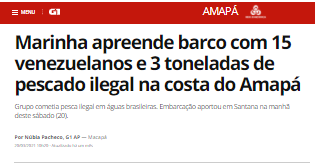 MENU G1 AMAPÁ
Marinha apreende barco com 15
venezuelanos e 3 toneladas de
pescado ilegal na costa do Amapá
Grupo cometia pesca ilegal em águas brasileiras. Embarcação aportou em Santana na manhã
deste sábado (20).
Por Núbia Pacheco, G1 AP — Macapá